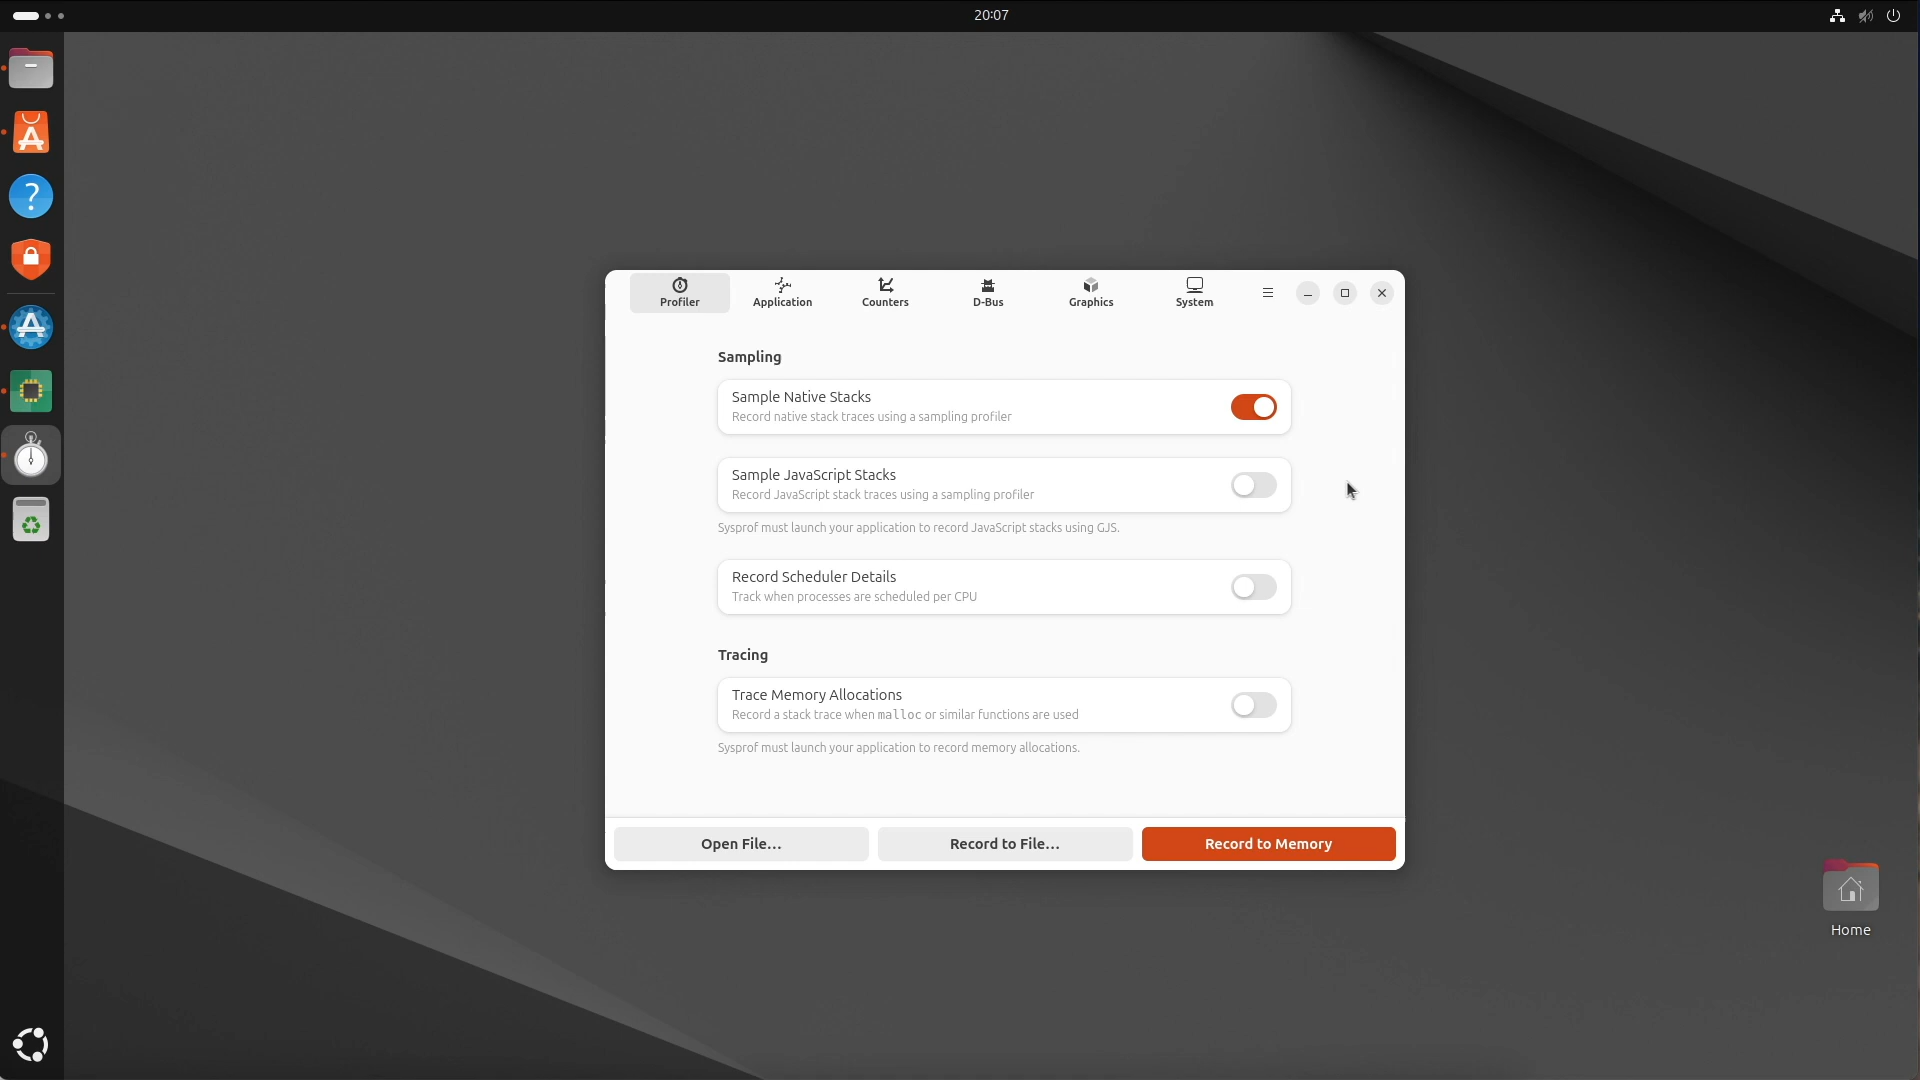 20:07
Profiler
Application
Counters
D-Bus
Graphics
System
Sampling
Sample Native Stacks
Record native stack traces using a sampling profiler
Sample JavaScript Stacks
Record JavaScript stack traces using a sampling profiler
Sysprof must launch your application to record JavaScript stacks using GJS.
Record Scheduler Details
Track when processes are scheduled per CPU
Tracing
Trace Memory Allocations
Record a stack trace when malloc or similar functions are used
Sysprof must launch your application to record memory allocations.
Open File…
Record to File…
Record to Memory
Home